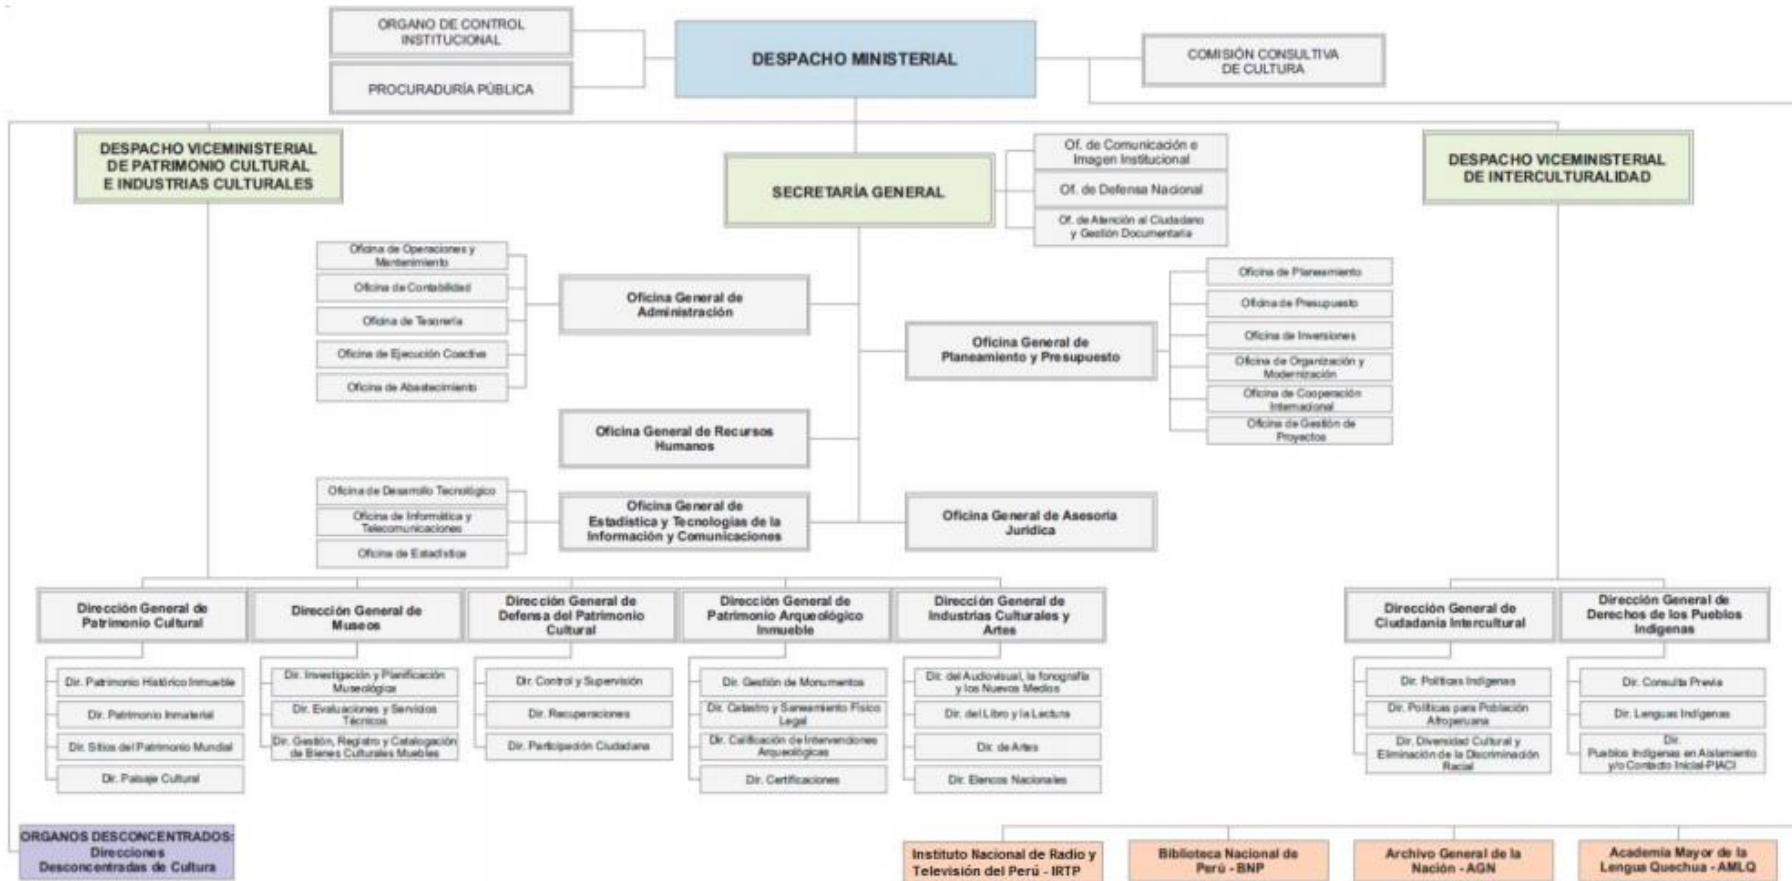 ORGANO DE CONTROL
INSTITUCIONAL
PROCURADURÍA PÚBLICA
DESPACHO MINISTERIAL
COMISIÓN CONSULTIVA
DE CULTURA
DESPACHO VICEMINISTERIAL
DE PATRIMONIO CULTURAL
E INDUSTRIAS CULTURALES
SECRETARÍA GENERAL
Of. de Comunicación e
Imagen Institucional
Of. de Defensa Nacional
Of. de Atención al Ciudadano
y Gestión Documentaria
DESPACHO VICEMINISTERIAL
DE INTERCULTURALIDAD
Oficina de Operaciones y
Mantenimiento
Oficina de Contabilidad
Oficina de Tesorería
Oficina de Ejecución Coactiva
Oficina de Abastecimiento
Oficina General de
Administración
Oficina General de
Planeamiento y Presupuesto
Oficina de Planeamiento
Oficina de Presupuesto
Oficina de Inversiones
Oficina de Organización y
Modernización
Oficina de Cooperación
Internacional
Oficina de Gestión de
Proyectos
Oficina General de Recursos
Humanos
Oficina de Desarrollo Tecnológico
Oficina de Informática y
Telecomunicaciones
Oficina de Estadística
Oficina General de
Estadística y Tecnologías de la
Información y Comunicaciones
Oficina General de Asesoría
Jurídica
Dirección General de
Patrimonio Cultural
Dir. Patrimonio Histórico Inmueble
Dir. Patrimonio Inmaterial
Dir. Sitios del Patrimonio Mundial
Dir. Paisaje Cultural
Dirección General de
Museos
Dir. Investigación y Planificación
Museológica
Dir. Evaluaciones y Servicios
Técnicos
Dir. Gestión, Registro y Catalogación
de Bienes Culturales Muebles
Dirección General de
Defensa del Patrimonio
Cultural
Dir. Control y Supervisión
Dir. Recuperaciones
Dir. Participación Ciudadana
Dirección General de
Patrimonio Arqueológico
Inmueble
Dir. Gestión de Monumentos
Dir. Catastro y Saneamiento Físico
Legal
Dir. Calificación de Intervenciones
Arqueológicas
Dir. Certificaciones
Dirección General de
Industrias Culturales y
Artes
Dir. del Audiovisual, la fonografía
y los Nuevos Medios
Dir. del Libro y la Lectura
Dir. de Artes
Dir. Elencos Nacionales
Dirección General de
Ciudadanía Intercultural
Dir. Políticas Indígenas
Dir. Políticas para Población
Afroperuana
Dir. Diversidad Cultural y
Eliminación de la Discriminación
Racial
Dirección General de
Derechos de los Pueblos
Indígenas
Dir. Consulta Previa
Dir. Lenguas Indígenas
Dir.
Pueblos Indígenas en Aislamiento
y/o Contacto Inicial-PIACI
ORGANOS DESCONCENTRADOS:
Direcciones
Desconcentradas de Cultura
Instituto Nacional de Radio y
Televisión del Perú - IRTP
Biblioteca Nacional de
Perú - BNP
Archivo General de la
Nación - AGN
Academia Mayor de la
Lengua Quechua - AMLQ